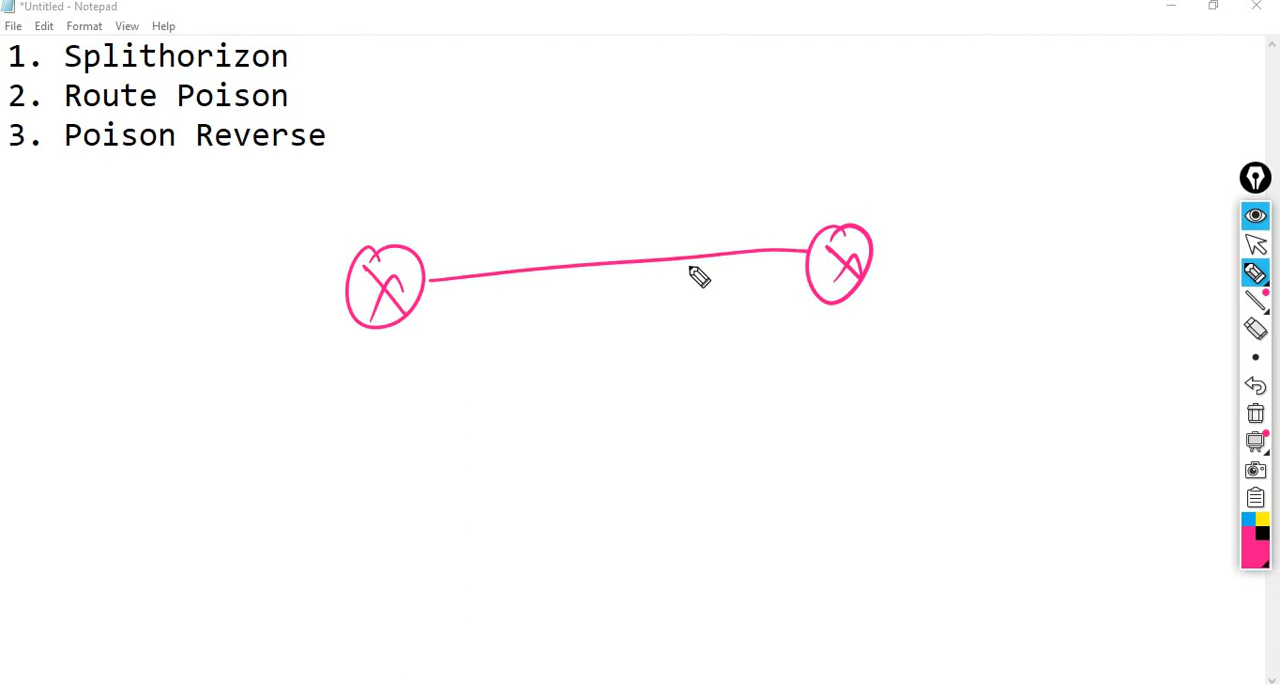 *Untitled - Notepad
File Edit Format View Help
1. Splithorizon
2. Route Poison
3. Poison Reverse